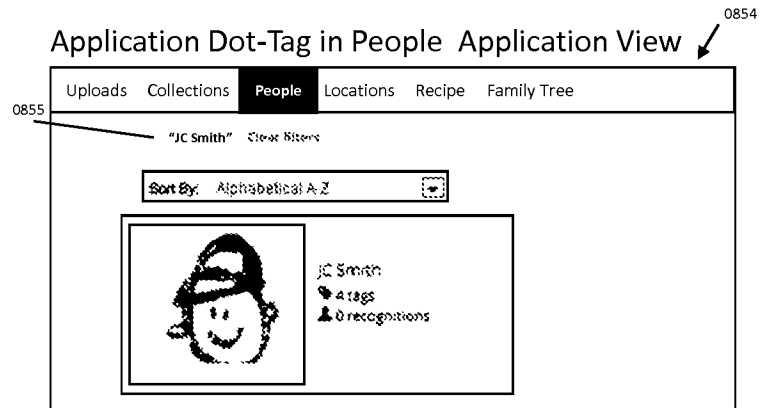 0854
Application Dot-Tag in People Application View
Uploads Collections People Locations Recipe Family Tree
0855
"JC Smith" Clear filters
Sort By: Alphabetical A-Z
JC Smith
4 tags
0 recognitions